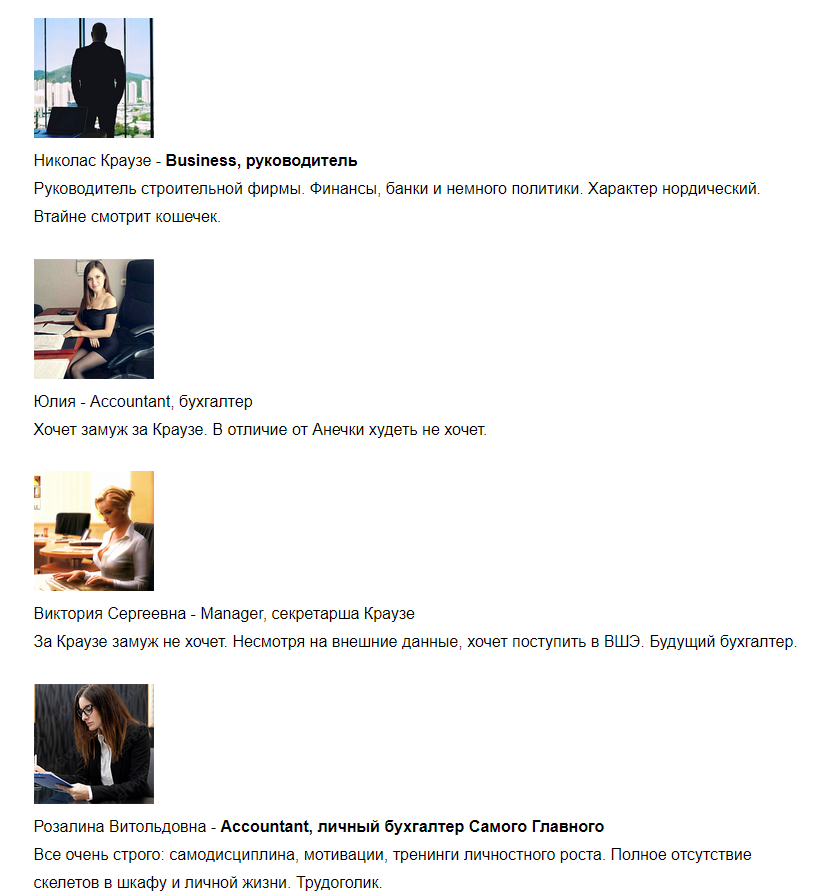 Николас Краузе - Business, руководитель
Руководитель строительной фирмы. Финансы, банки и немного политики. Характер нордический.
Втайне смотрит кошечек.
Юлия - Accountant, бухгалтер
Хочет замуж за Краузе. В отличие от Анечки худеть не хочет.
Виктория Сергеевна - Manager, секретарша Краузе
За Краузе замуж не хочет. Несмотря на внешние данные, хочет поступить в ВШЭ. Будущий бухгалтер.
Розалина Витольдовна - Accountant, личный бухгалтер Самого Главного
Все очень строго: самодисциплина, мотивации, тренинги личностного роста. Полное отсутствие
скелетов в шкафу и личной жизни. Трудоголик.